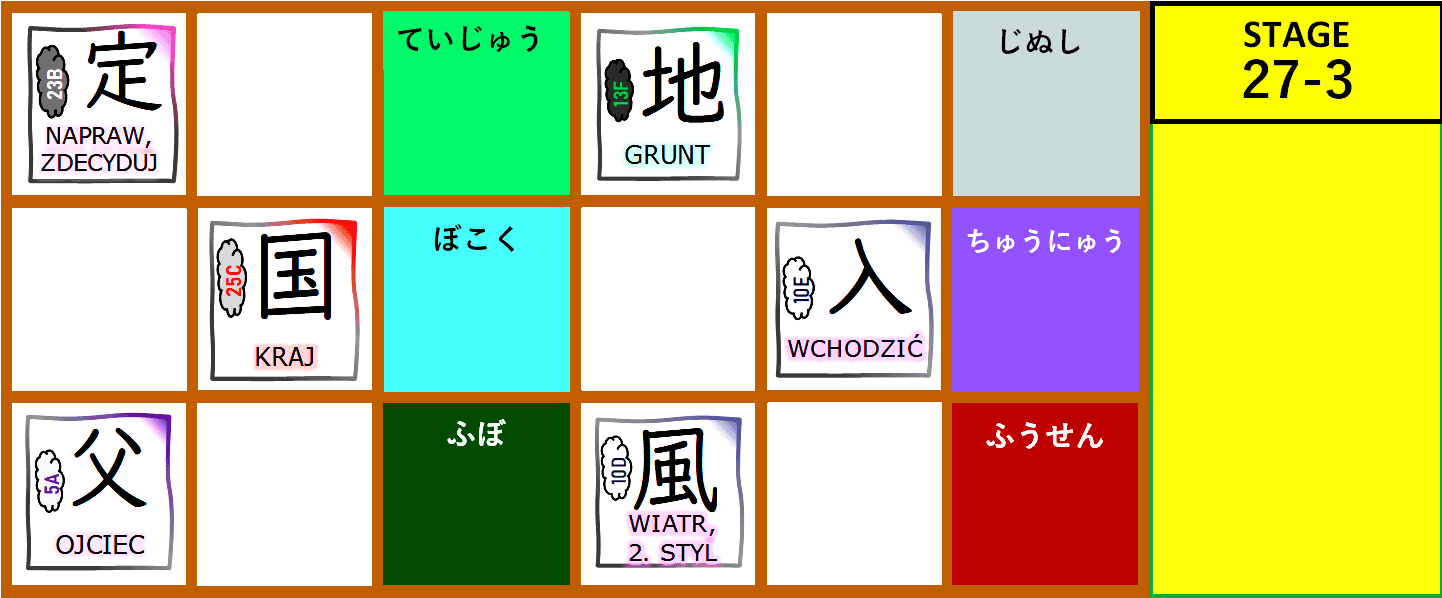 23B
定
NAPRAW,
ZDECYDUJ
ていじゅう
13F
地
GRUNT
じぬし
STAGE
27-3
25C
国
KRAJ
ぼこく
10E
入
WCHODZIĆ
ちゅうにゅう
5A
父
OJCIEC
ふぼ
10D
風
WIATR,
2. STYL
ふうせん